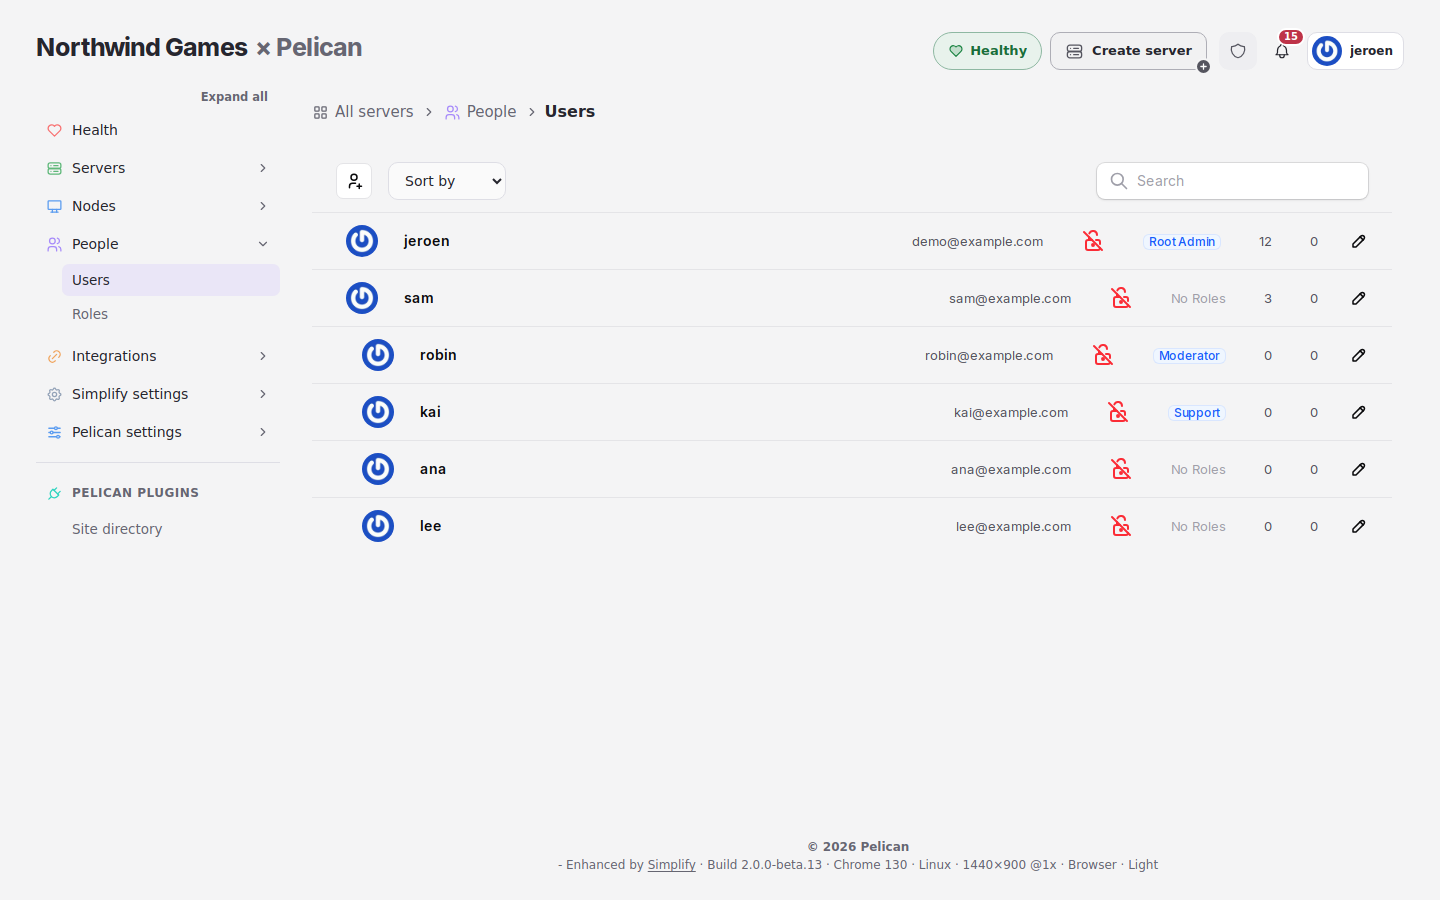 Northwind Games × Pelican
Healthy
Create server
15
jeroen
Expand all
All servers > People > Users
Health
Servers
Nodes
People
Users
Roles
Integrations
Simplify settings
Pelican settings
PELICAN PLUGINS
Site directory
Sort by
Search
jeroen demo@example.com Root Admin 12 0
sam sam@example.com No Roles 3 0
robin robin@example.com Moderator 0 0
kai kai@example.com Support 0 0
ana ana@example.com No Roles 0 0
lee lee@example.com No Roles 0 0
© 2026 Pelican
- Enhanced by Simplify · Build 2.0.0-beta.13 · Chrome 130 · Linux · 1440×900 @1x · Browser · Light